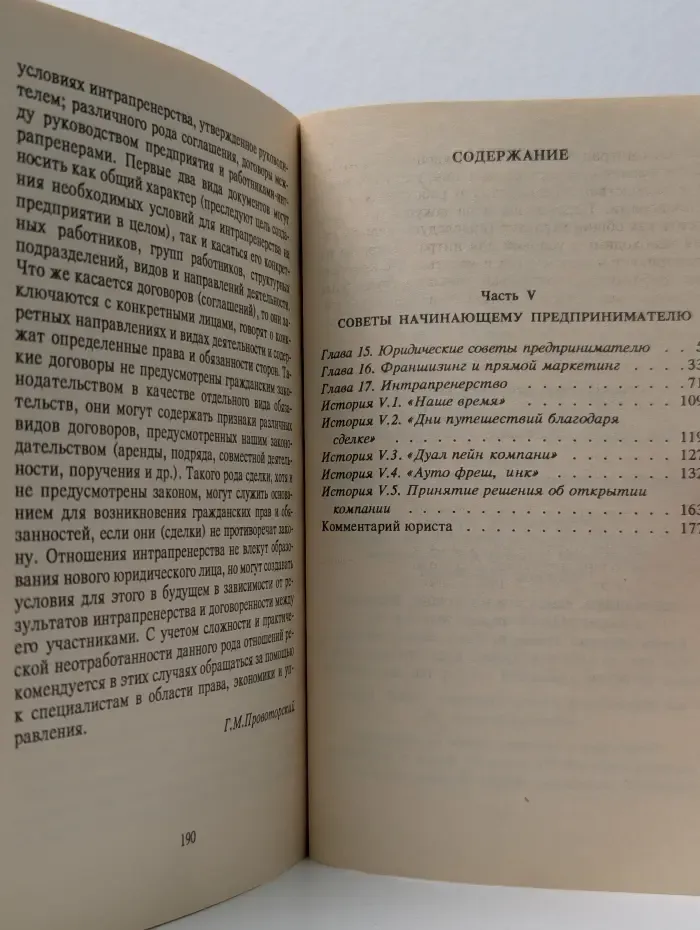 условиях интрапренерства, утвержденное руководи-
телем; различного рода соглашения, договоры меж-
ду руководством предприятия и работниками-инт-
рапренерами. Первые два вида документов могут
носить как общий характер (преследуют цель созда-
ния необходимых условий для интрапренерства на
предприятии в целом), так и касаться его конкрет-
ных работников, групп работников, структурных
подразделений, видов и направлений деятельности.
Что же касается договоров (соглашений), то они за-
ключаются с конкретными лицами, говорят о конк-
ретных направлениях и видах деятельности и содер-
жат определенные права и обязанности сторон. Та-
кие договоры не предусмотрены гражданским зако-
нодательством в качестве отдельного вида обяза-
тельств, они могут содержать признаки различных
видов договоров, предусмотренных нашим законо-
дательством (аренды, подряда, совместной деятель-
ности, поручения и др.). Такого рода сделки, хотя и
не предусмотрены законом, могут служить основа-
нием для возникновения гражданских прав и обя-
занностей, если они (сделки) не противоречат зако-
ну. Отношения интрапренерства не влекут образо-
вания нового юридического лица, но могут создавать
условия для этого в будущем в зависимости от ре-
зультатов интрапренерства и договоренности между
его участниками. С учетом сложности и практиче-
ской неотработанности данного рода отношений ре-
комендуется в этих случаях обращаться за помощью
к специалистам в области права, экономики и уп-
равления.
Г.М.Провоторский
190
СОДЕРЖАНИЕ
Часть V
СОВЕТЫ НАЧИНАЮЩЕМУ ПРЕДПРИНИМАТЕЛЮ
Глава 15. Юридические советы предпринимателю . . 5
Глава 16. Франшизинг и прямой маркетинг . . . . 33
Глава 17. Интрапренерство . . . . . . . . . . . . 71
История V.1. «Наше время» . . . . . . . . . . . . 109
История V.2. «Дни путешествий благодаря
сделке» . . . . . . . . . . . . . . . . . . . . 119
История V.3. «Дуал пейн компани» . . . . . . . . 127
История V.4. «Ауто фреш, инк» . . . . . . . . . . 132
История V.5. Принятие решения об открытии
компании . . . . . . . . . . . . . . . . . . . 163
Комментарий юриста . . . . . . . . . . . . . . . 177